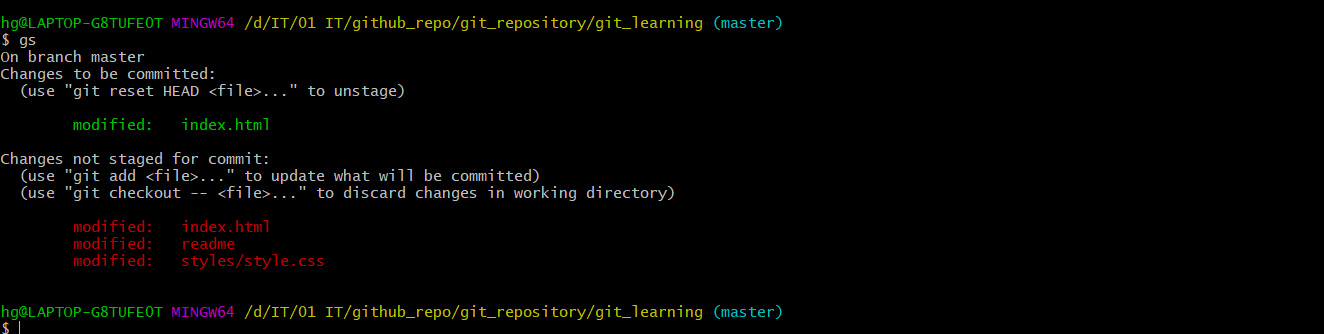 hg@LAPTOP-G8TUFE0T MINGW64 /d/IT/01 IT/github_repo/git_repository/git_learning (master)
$ gs
On branch master
Changes to be committed:
  (use "git reset HEAD <file>..." to unstage)

        modified:   index.html

Changes not staged for commit:
  (use "git add <file>..." to update what will be committed)
  (use "git checkout -- <file>..." to discard changes in working directory)

        modified:   index.html
        modified:   readme
        modified:   styles/style.css


hg@LAPTOP-G8TUFE0T MINGW64 /d/IT/01 IT/github_repo/git_repository/git_learning (master)
$